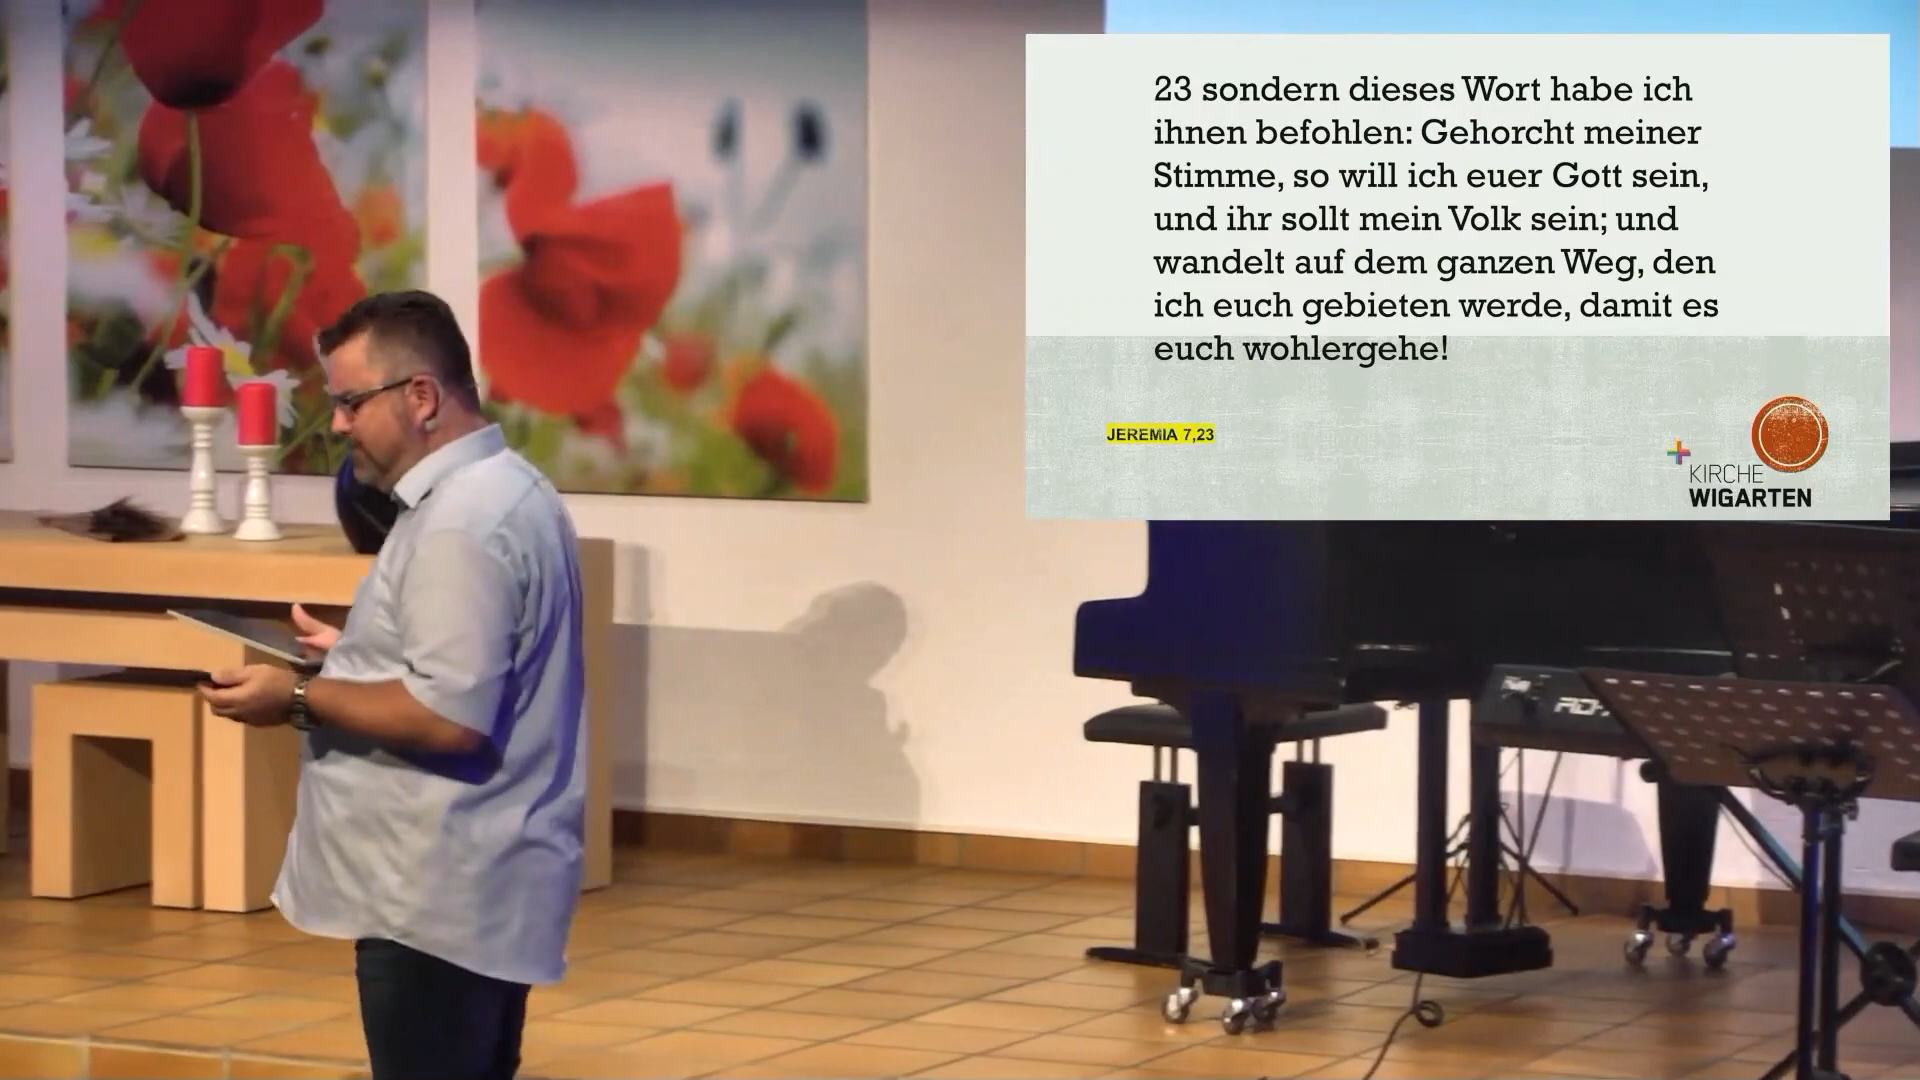 23 sondern dieses Wort habe ich
ihnen befohlen: Gehorcht meiner
Stimme, so will ich euer Gott sein,
und ihr sollt mein Volk sein; und
wandelt auf dem ganzen Weg, den
ich euch gebieten werde, damit es
euch wohlergehe!
JEREMIA 7,23
KIRCHE
WIGARTEN